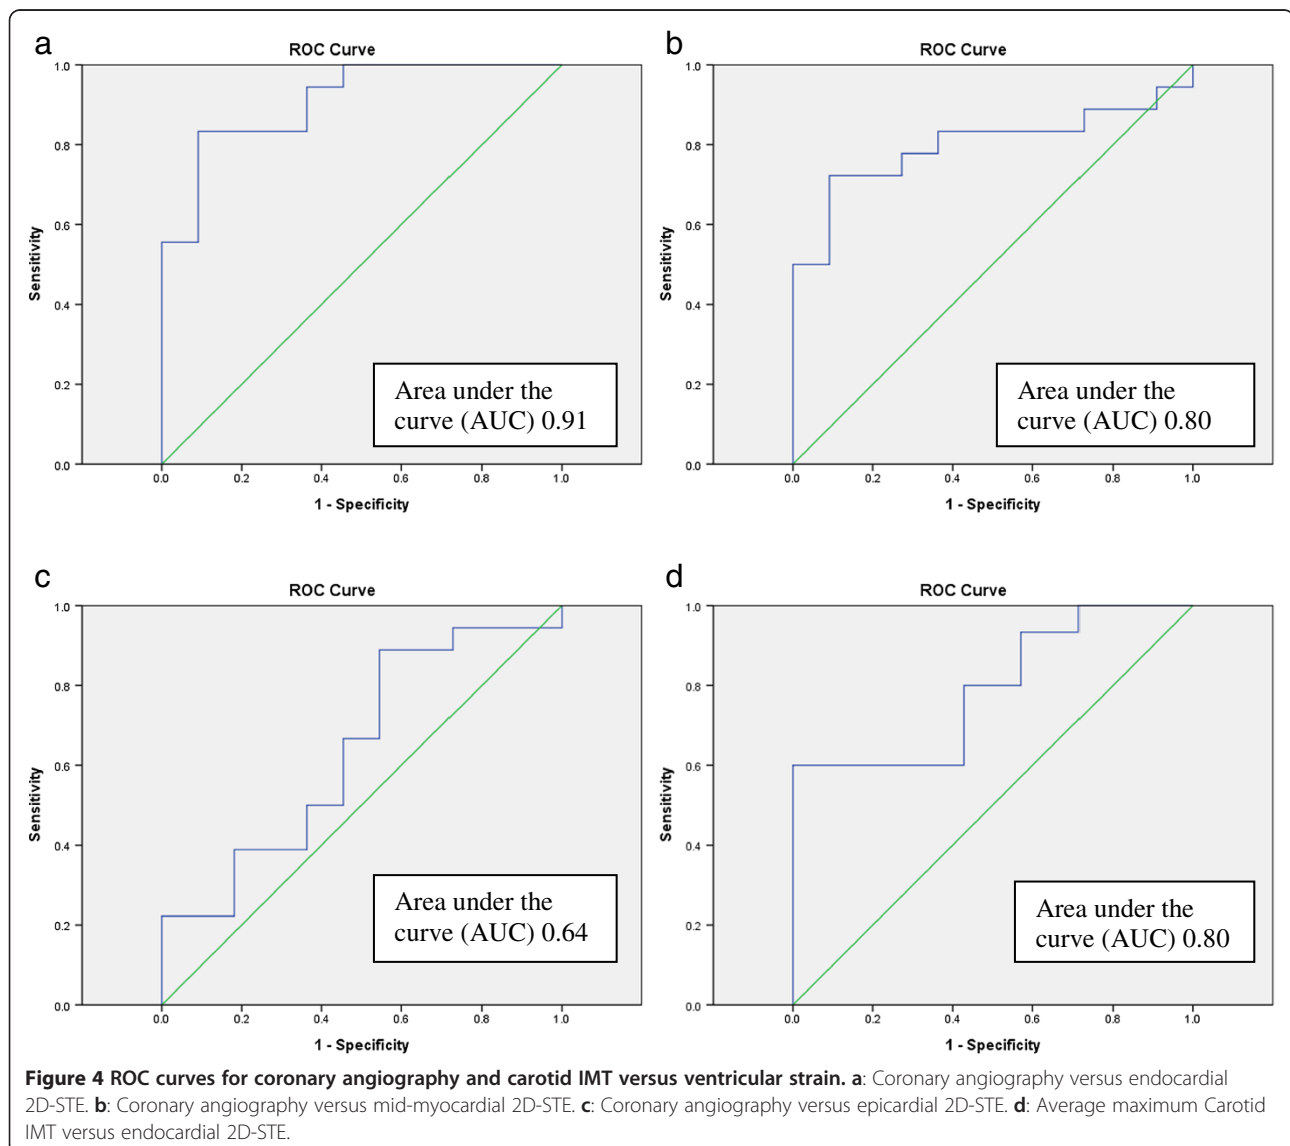 a
ROC Curve
1.0
0.8
0.6
0.4
0.2
0.0
Sensitivity
Area under the
curve (AUC) 0.91
0.0 0.2 0.4 0.6 0.8 1.0
1 - Specificity
b
ROC Curve
1.0
0.8
0.6
0.4
0.2
0.0
Sensitivity
Area under the
curve (AUC) 0.80
0.0 0.2 0.4 0.6 0.8 1.0
1 - Specificity
c
ROC Curve
1.0
0.8
0.6
0.4
0.2
0.0
Sensitivity
Area under the
curve (AUC) 0.64
0.0 0.2 0.4 0.6 0.8 1.0
1 - Specificity
d
ROC Curve
1.0
0.8
0.6
0.4
0.2
0.0
Sensitivity
Area under the
curve (AUC) 0.80
0.0 0.2 0.4 0.6 0.8 1.0
1 - Specificity
Figure 4 ROC curves for coronary angiography and carotid IMT versus ventricular strain. a: Coronary angiography versus endocardial
2D-STE. b: Coronary angiography versus mid-myocardial 2D-STE. c: Coronary angiography versus epicardial 2D-STE. d: Average maximum Carotid
IMT versus endocardial 2D-STE.